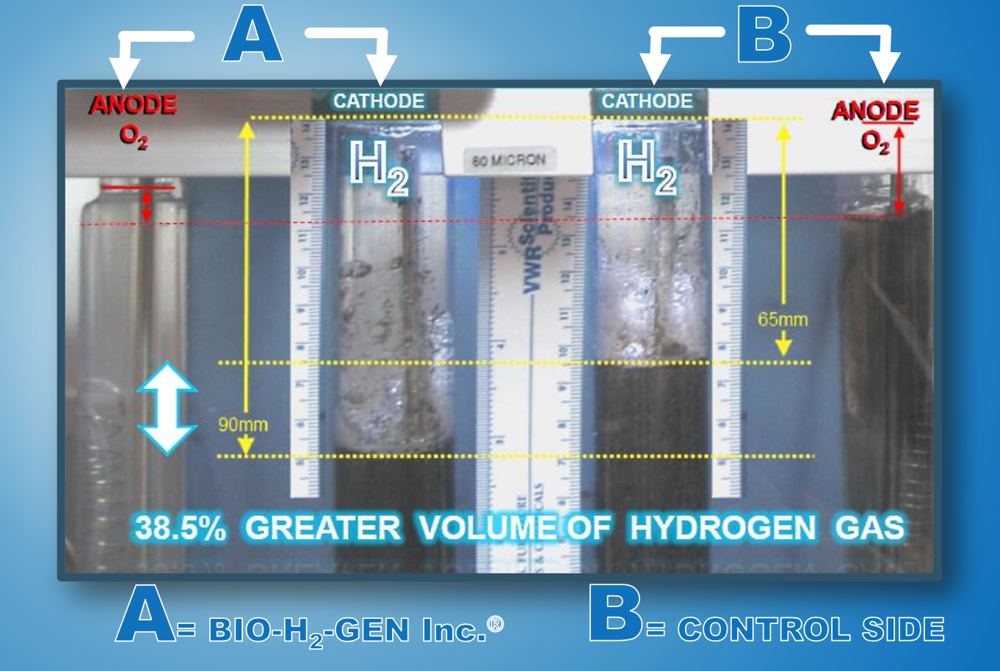 A
B
ANODE
O₂
CATHODE
H₂
60 MICRON
CATHODE
H₂
ANODE
O₂
VWR Scientific
Produc
65mm
90mm
38.5% GREATER VOLUME OF HYDROGEN GAS
A = BIO-H₂-GEN Inc.®
B = CONTROL SIDE